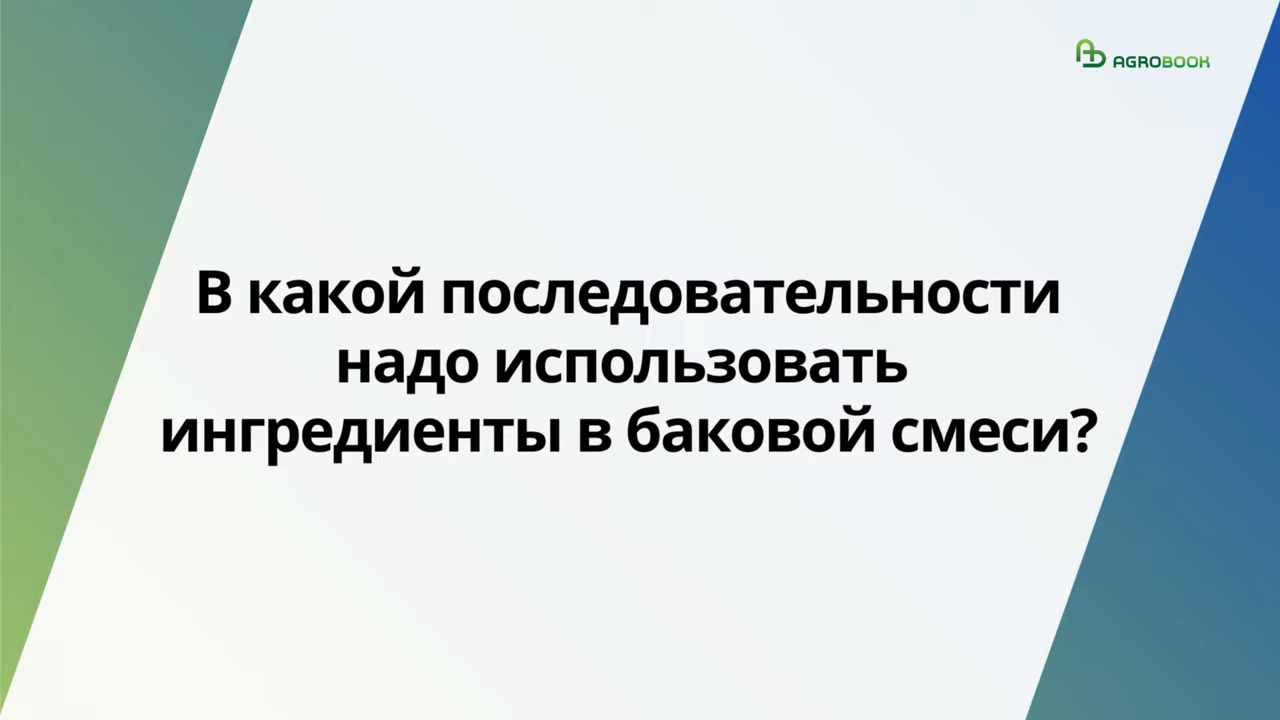 AGROBOOK
В какой последовательности
надо использовать
ингредиенты в баковой смеси?